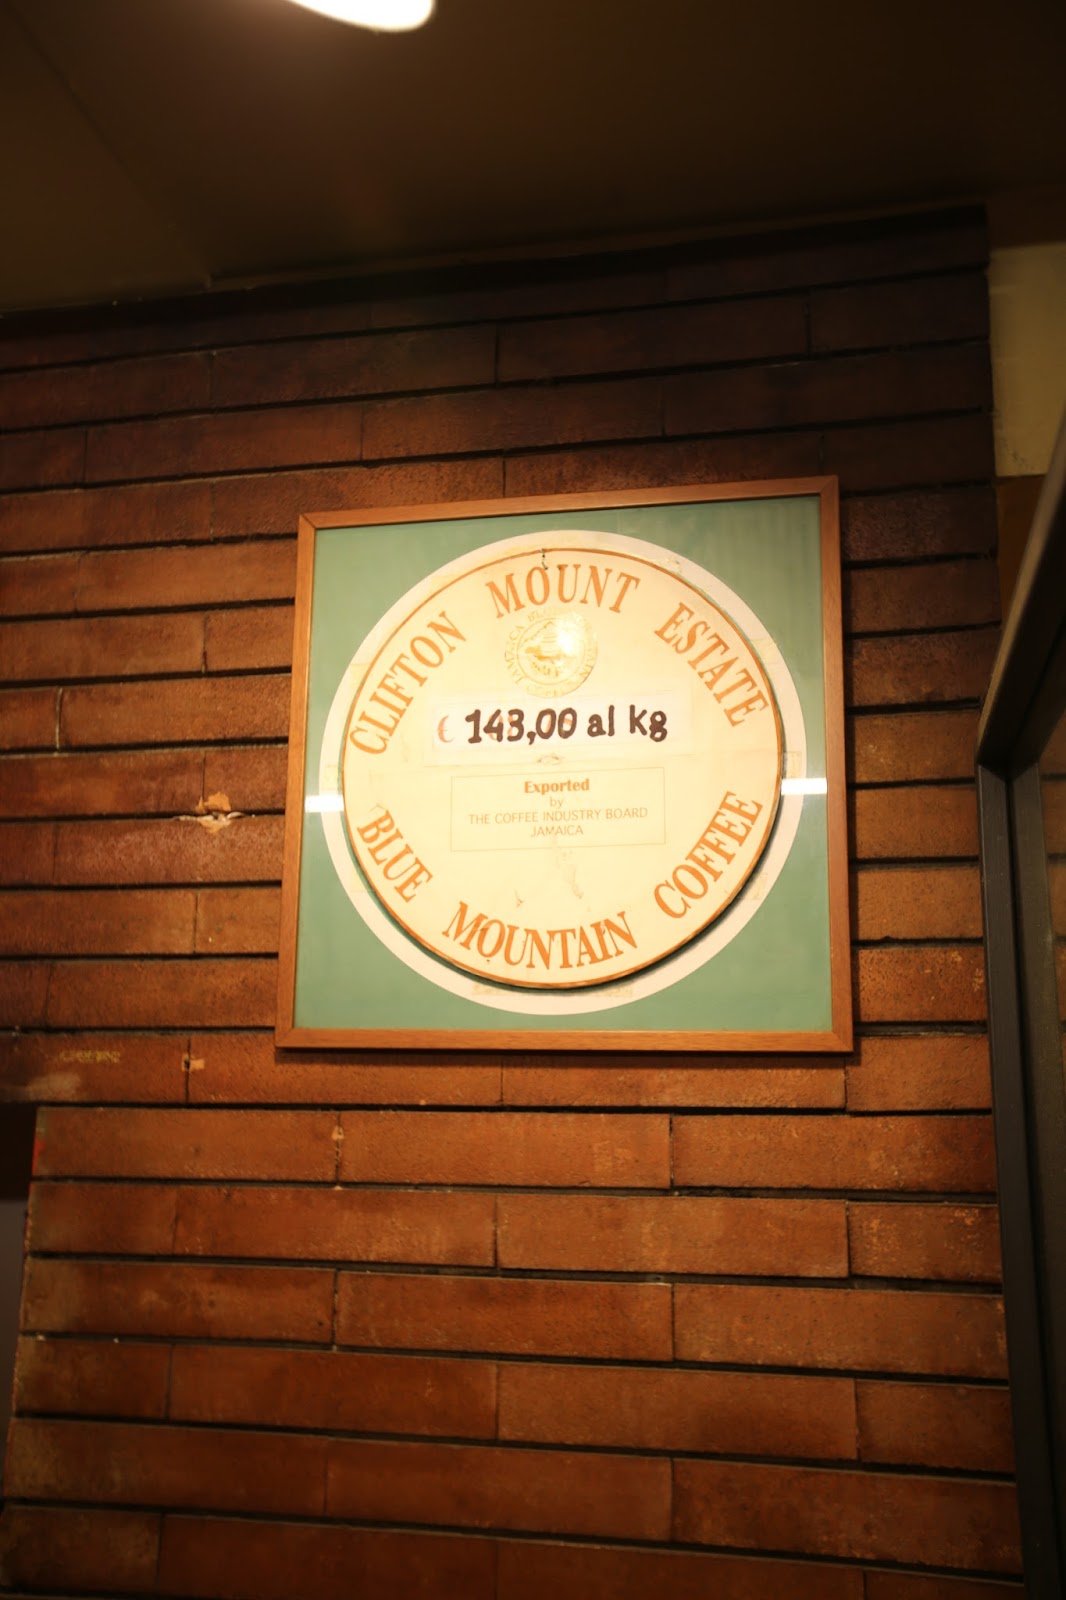 CLIFTON MOUNT ESTATE
€ 143,00 al kg
Exported
by
THE COFFEE INDUSTRY BOARD
JAMAICA
BLUE MOUNTAIN COFFEE